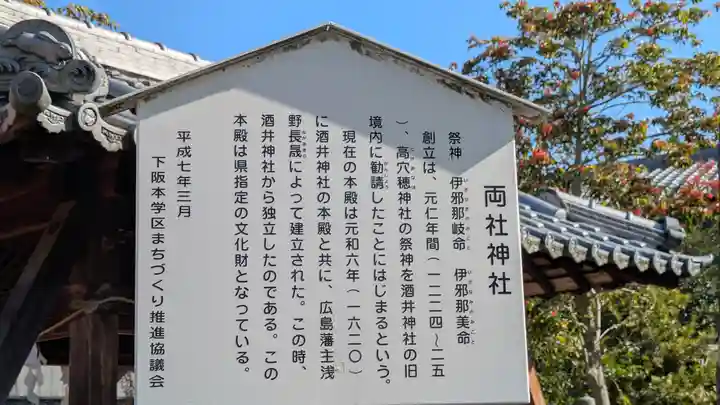 両社神社
祭神　伊邪那岐命　伊邪那美命
創立は、元仁年間（一二二四～二五
）、高穴穂神社の祭神を酒井神社の旧
境内に勧請したことにはじまるという。
現在の本殿は元和六年（一六二〇）
に酒井神社の本殿と共に、広島藩主浅
野長晟によって建立された。この時、
酒井神社から独立したのである。この
本殿は県指定の文化財となっている。
平成七年三月
下阪本学区まちづくり推進協議会